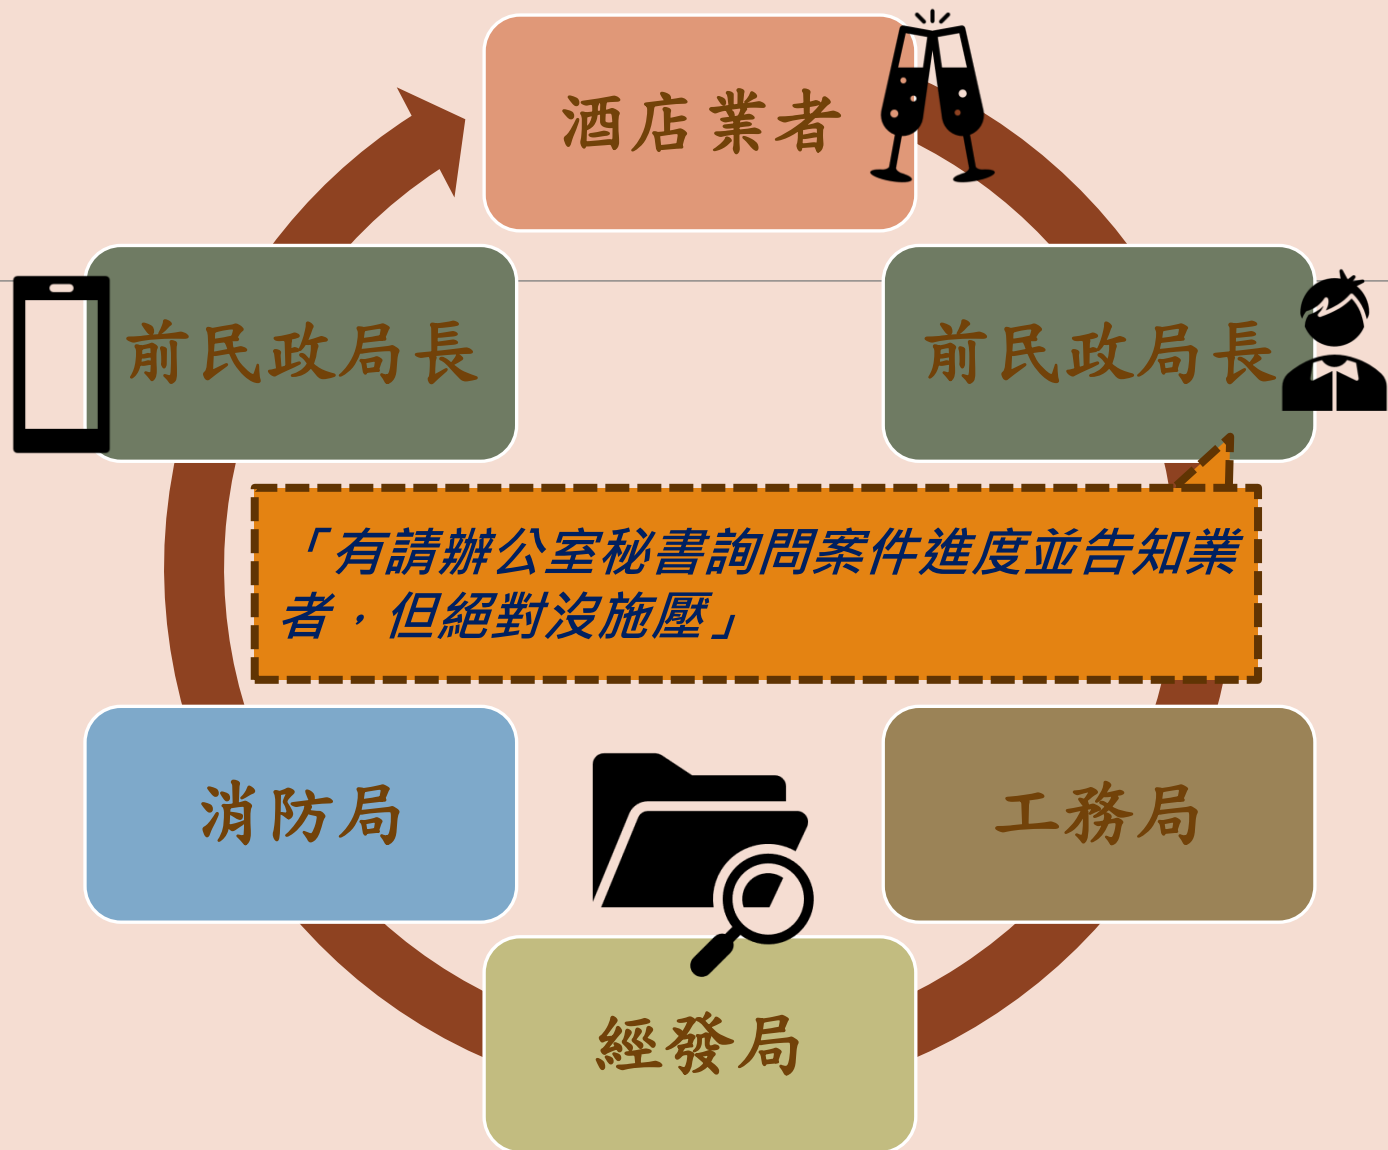 酒店業者
前民政局長
前民政局長
「有請辦公室秘書詢問案件進度並告知業
者，但絕對沒施壓」
消防局
工務局
經發局